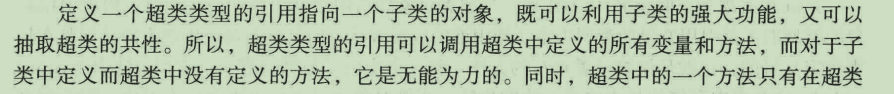 定义一个超类类型的引用指向一个子类的对象，既可以利用子类的强大功能，又可以
抽取超类的共性。所以，超类类型的引用可以调用超类中定义的所有变量和方法，而对于子
类中定义而超类中没有定义的方法，它是无能为力的。同时，超类中的一个方法只有在超类